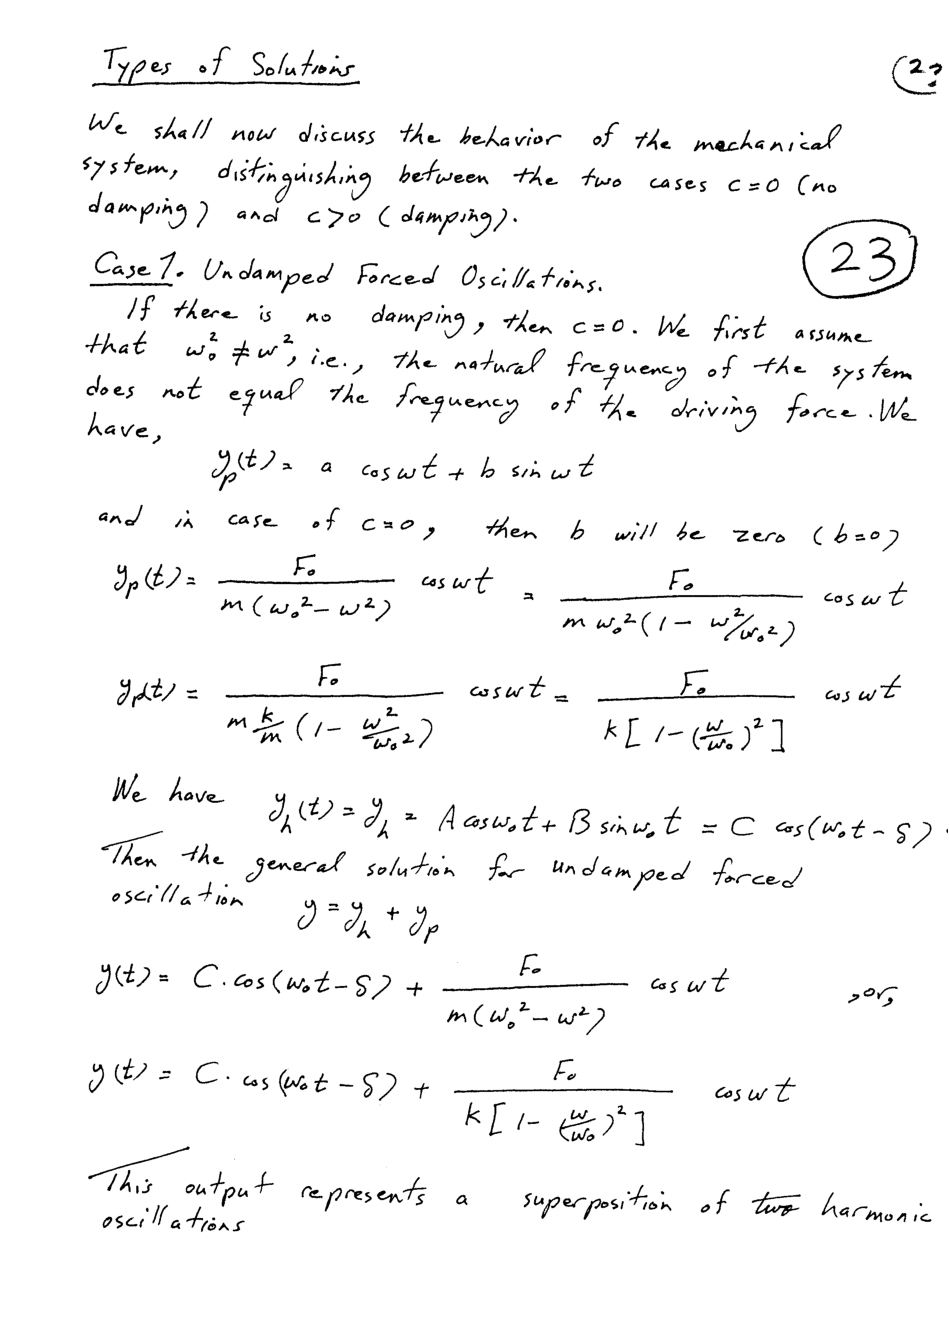 Types of Solutions
(2?
We shall now discuss the behavior of the mechanical
system, distinguishing between the two cases c=0 (no
damping) and c>0 (damping).
23
Case 1. Undamped Forced Oscillations.
If there is no damping, then c=0. We first assume
that ω₀² ≠ ω², i.e., the natural frequency of the system
does not equal the frequency of the driving force. We
have,
yₚ(t) = a cos ωt + b sin ωt
and in case of c=0, then b will be zero (b=0)
yₚ(t) = F₀ / m(ω₀² − ω²) cos ωt = F₀ / mω₀²(1 − ω²/ω₀²) cos ωt
yₚ(t) = F₀ / m k/m (1 − ω²/ω₀²) cos ωt = F₀ / k[1 − (ω/ω₀)²] cos ωt
We have yₕ(t) = yₕ = A cos ω₀t + B sin ω₀t = C cos(ω₀t − δ).
Then the general solution for undamped forced
oscillation y = yₕ + yₚ
y(t) = C. cos(ω₀t − δ) + F₀ / m(ω₀² − ω²) cos ωt , or,
y(t) = C. cos(ω₀t − δ) + F₀ / k[1 − (ω/ω₀)²] cos ωt
This output represents a superposition of two harmonic
oscillations